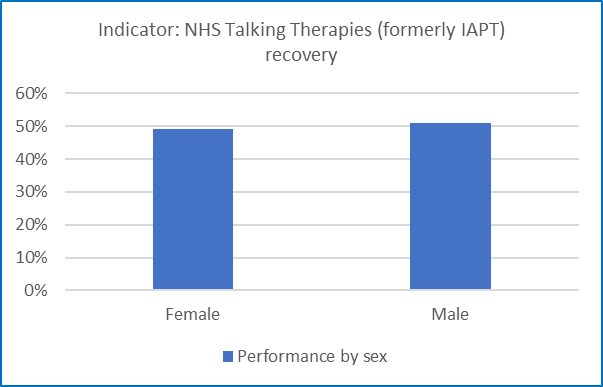 Indicator: NHS Talking Therapies (formerly IAPT)
recovery
60%
50%
40%
30%
20%
10%
0%
Female Male
Performance by sex